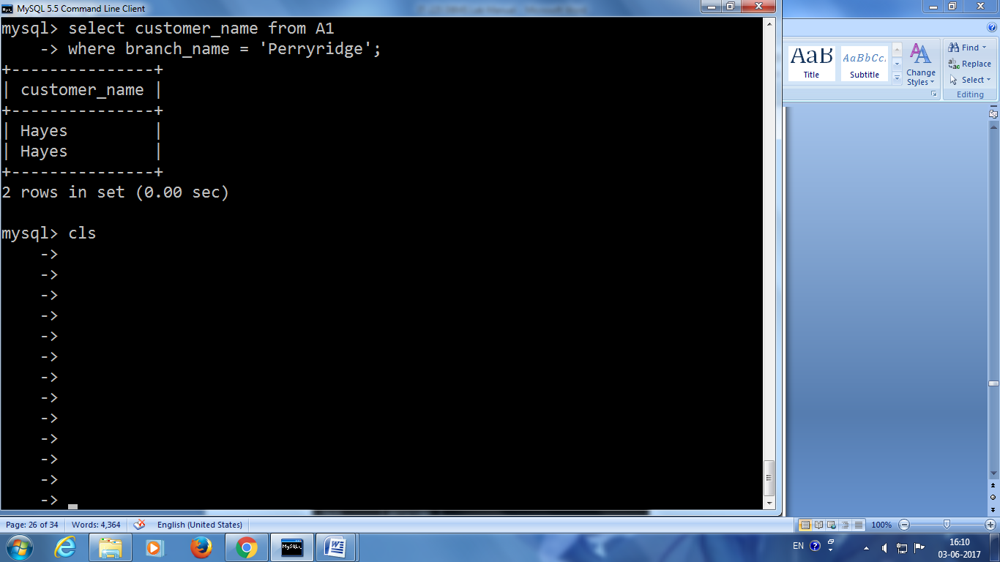 MySQL 5.5 Command Line Client
mysql> select customer_name from A1
    -> where branch_name = 'Perryridge';
+---------------+
| customer_name |
+---------------+
| Hayes         |
| Hayes         |
+---------------+
2 rows in set (0.00 sec)
mysql> cls
    ->
    ->
    ->
    ->
    ->
    ->
    ->
    ->
    ->
    ->
    ->
    ->
    ->
AaB
Title
AaBbCc.
Subtitle
Change
Styles
Find
Replace
Select
Editing
Page: 26 of 34
Words: 4,364
English (United States)
100%
MySQL
EN
16:10
03-06-2017